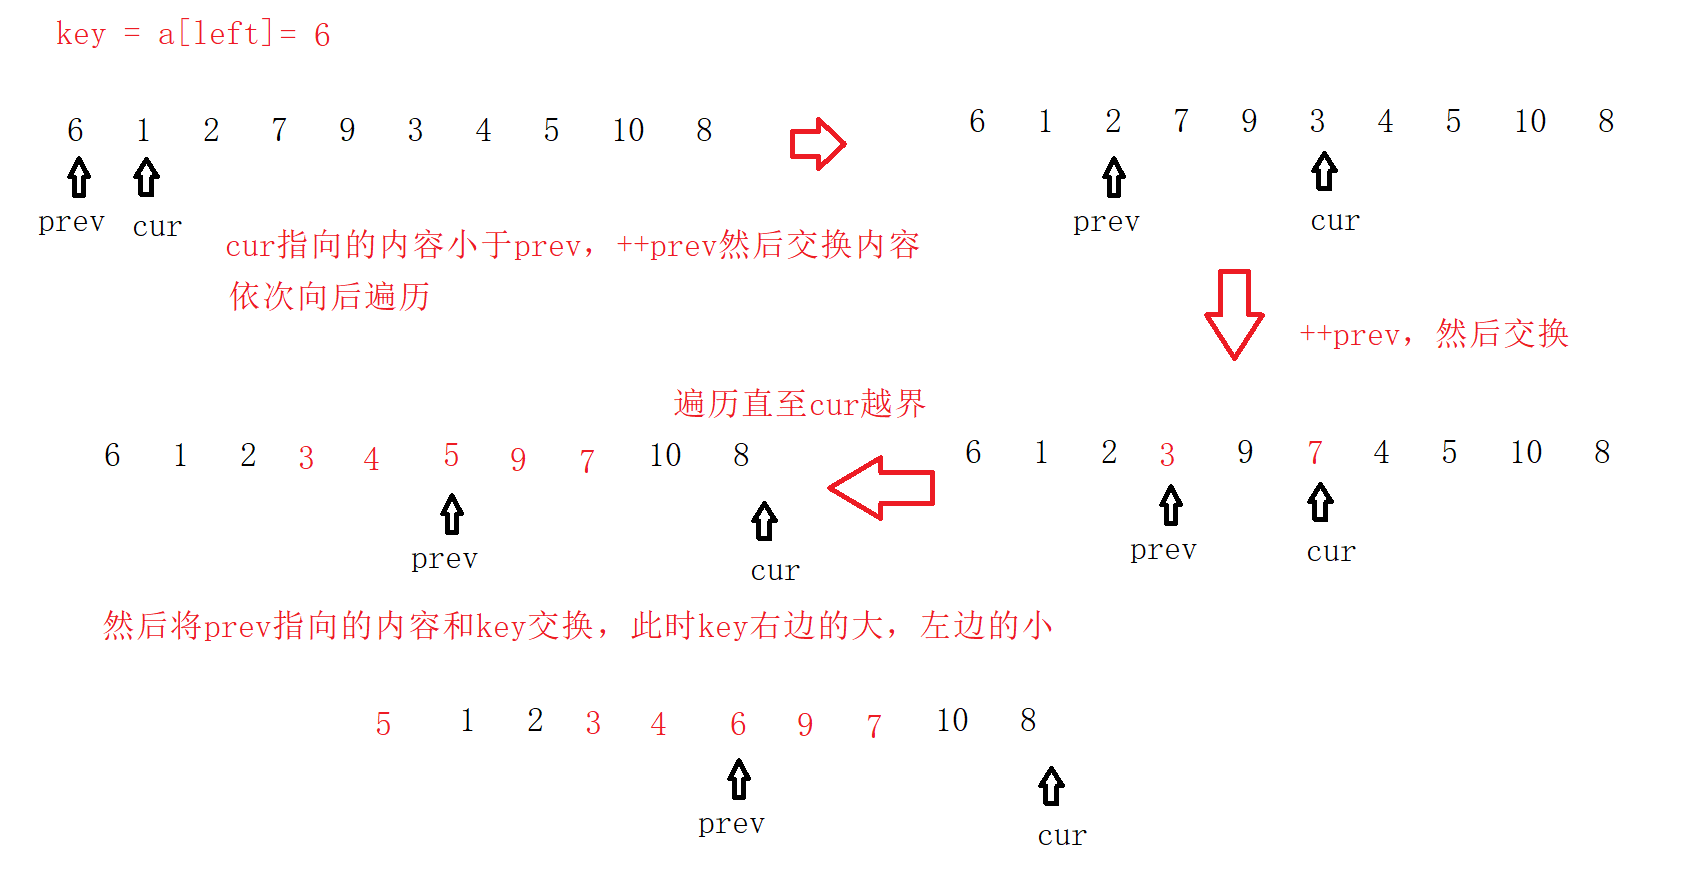 key = a[left]= 6
6 1 2 7 9 3 4 5 10 8
prev cur
cur指向的内容小于prev，++prev然后交换内容
依次向后遍历
6 1 2 7 9 3 4 5 10 8
prev cur
++prev，然后交换
6 1 2 3 9 7 4 5 10 8
prev cur
遍历直至cur越界
6 1 2 3 4 5 9 7 10 8
prev cur
然后将prev指向的内容和key交换，此时key右边的大，左边的小
5 1 2 3 4 6 9 7 10 8
prev cur